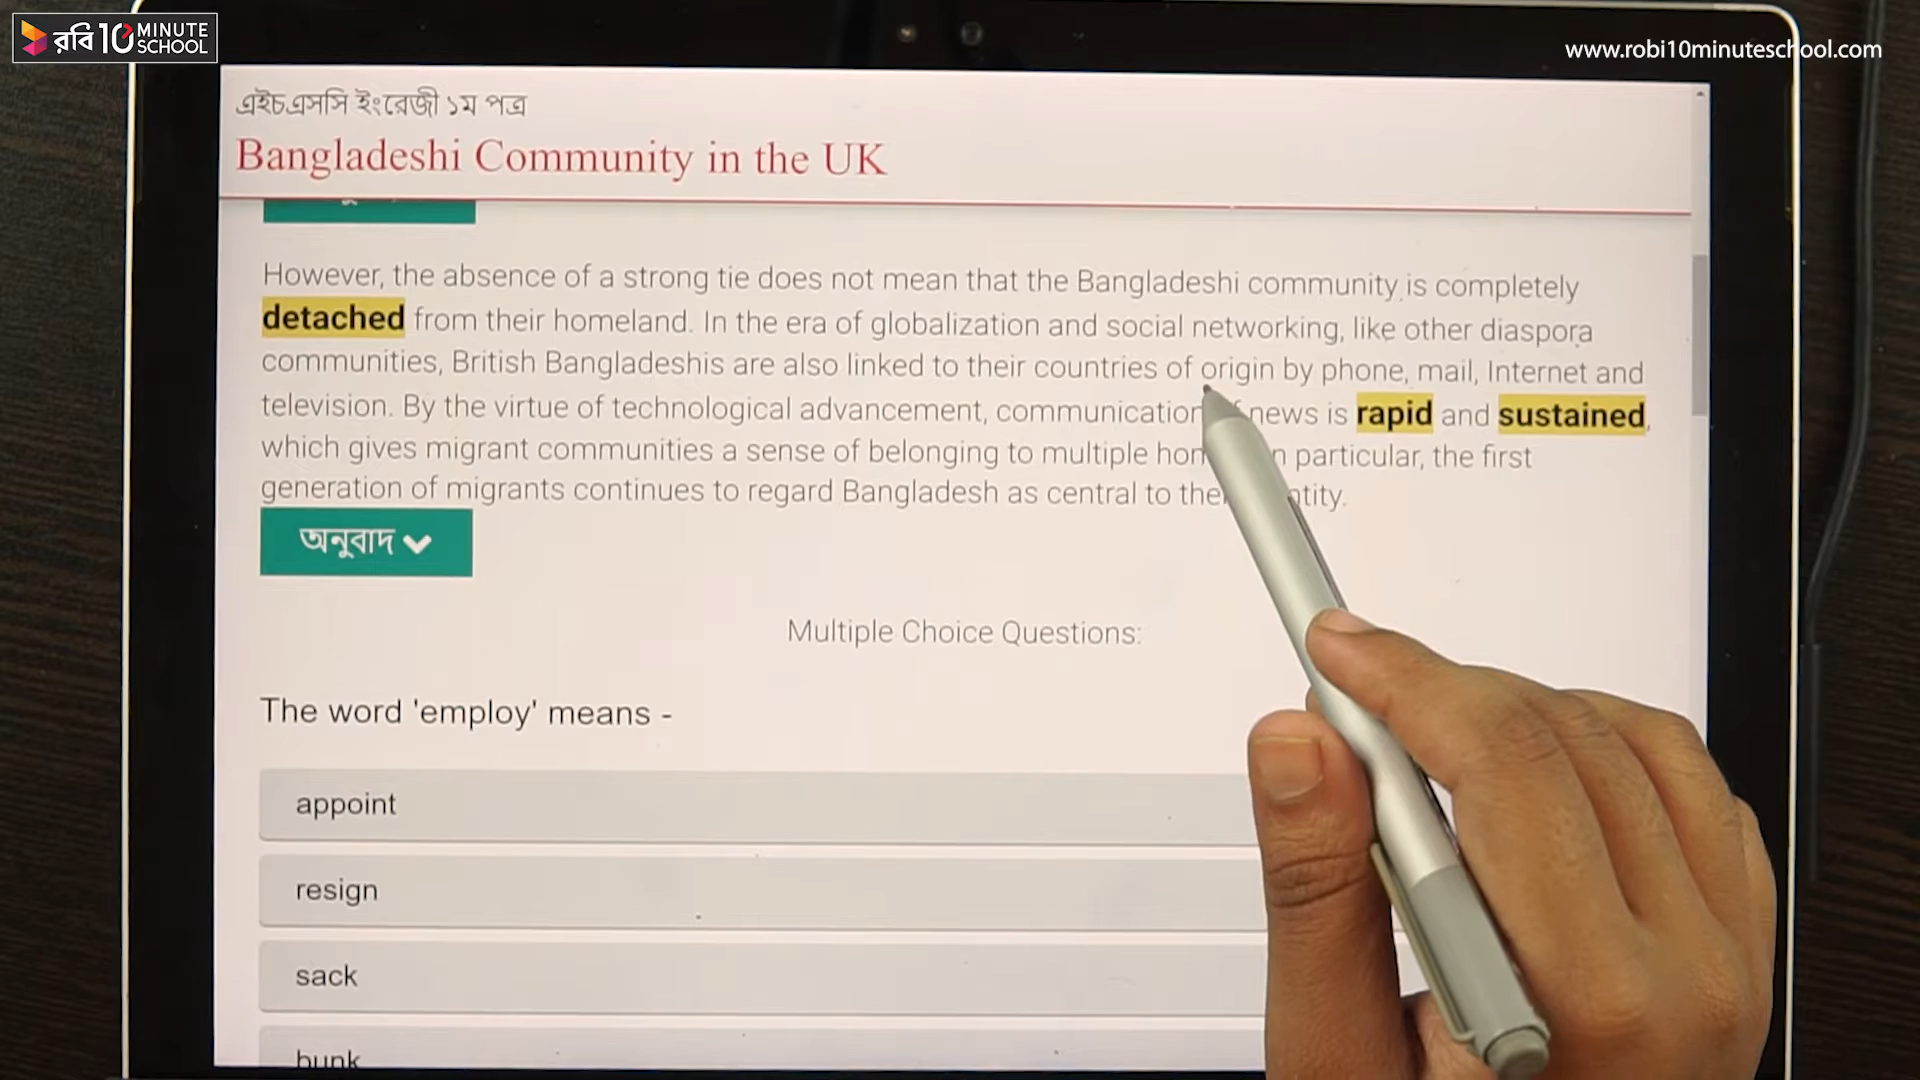 রবি 10 MINUTE SCHOOL
www.robi10minuteschool.com
এইচএসসি ইংরেজী ১ম পত্র
Bangladeshi Community in the UK
However, the absence of a strong tie does not mean that the Bangladeshi community is completely
detached from their homeland. In the era of globalization and social networking, like other diaspora
communities, British Bangladeshis are also linked to their countries of origin by phone, mail, Internet and
television. By the virtue of technological advancement, communication news is rapid and sustained,
which gives migrant communities a sense of belonging to multiple particular, the first
generation of migrants continues to regard Bangladesh as central to
অনুবাদ
Multiple Choice Questions:
The word 'employ' means -
appoint
resign
sack
bunk